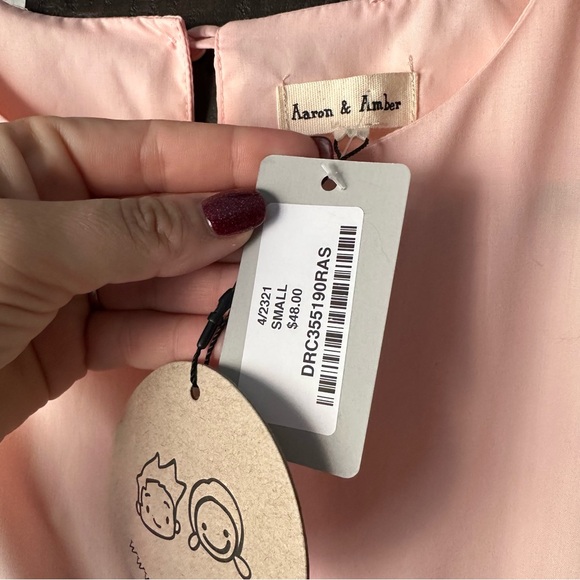 Aaron & Amber
4/2321
SMALL
$48.00
DRC355190RAS